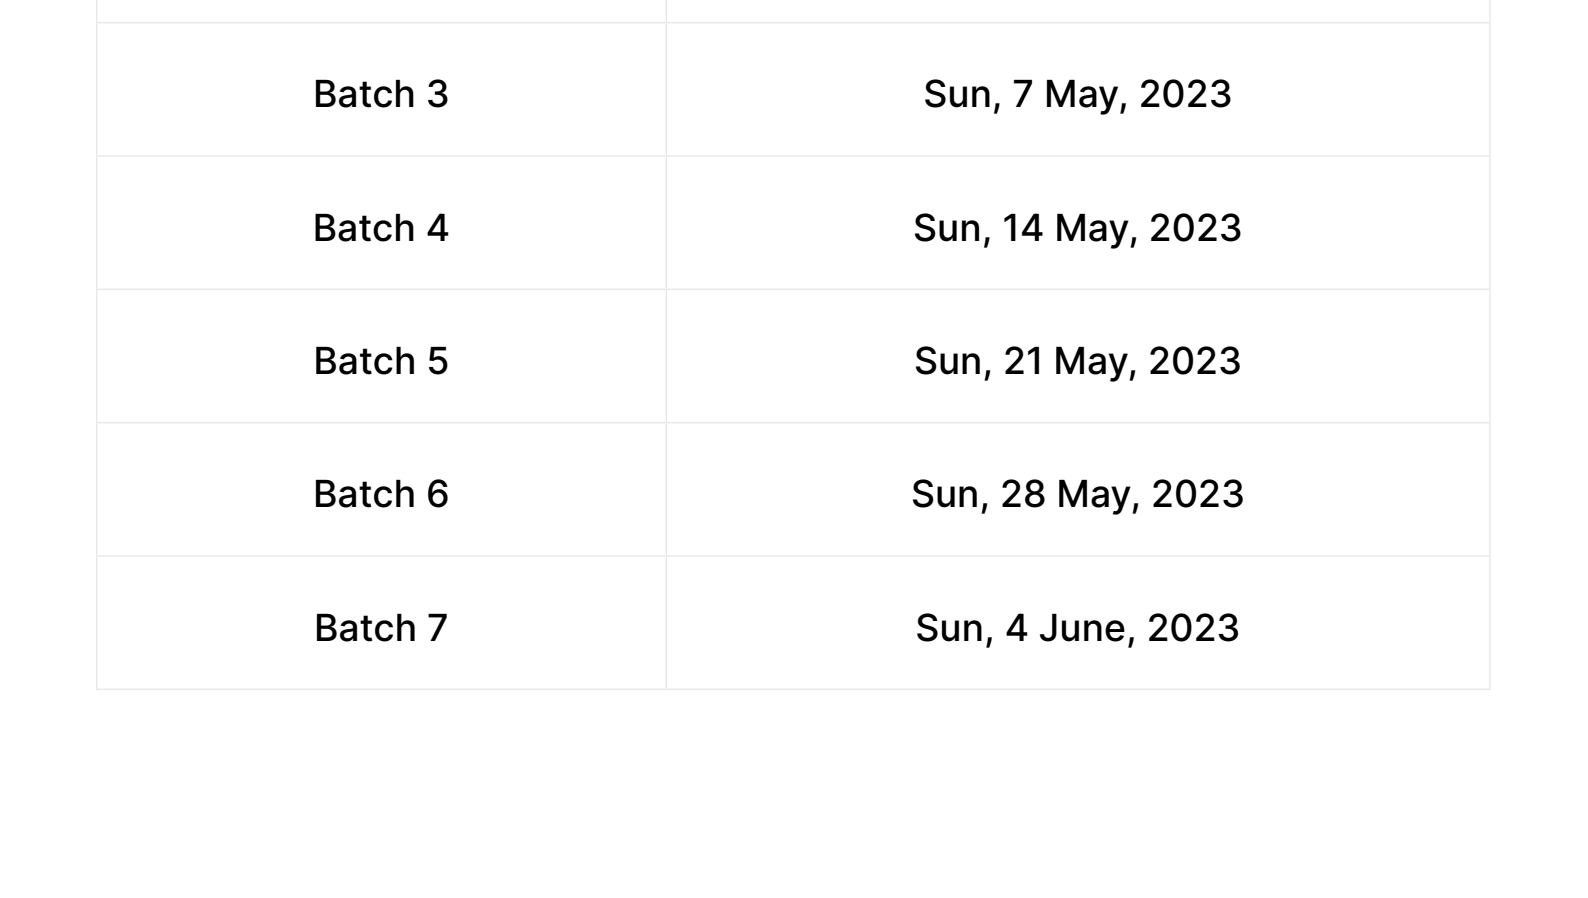 Batch 3 Sun, 7 May, 2023
Batch 4 Sun, 14 May, 2023
Batch 5 Sun, 21 May, 2023
Batch 6 Sun, 28 May, 2023
Batch 7 Sun, 4 June, 2023